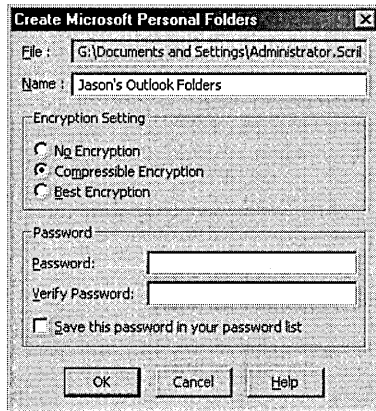 Create Microsoft Personal Folders
File : G:\Documents and Settings\Administrator.Scril
Name : Jason's Outlook Folders
Encryption Setting
No Encryption
Compressible Encryption
Best Encryption
Password
Password:
Verify Password:
Save this password in your password list
OK Cancel Help